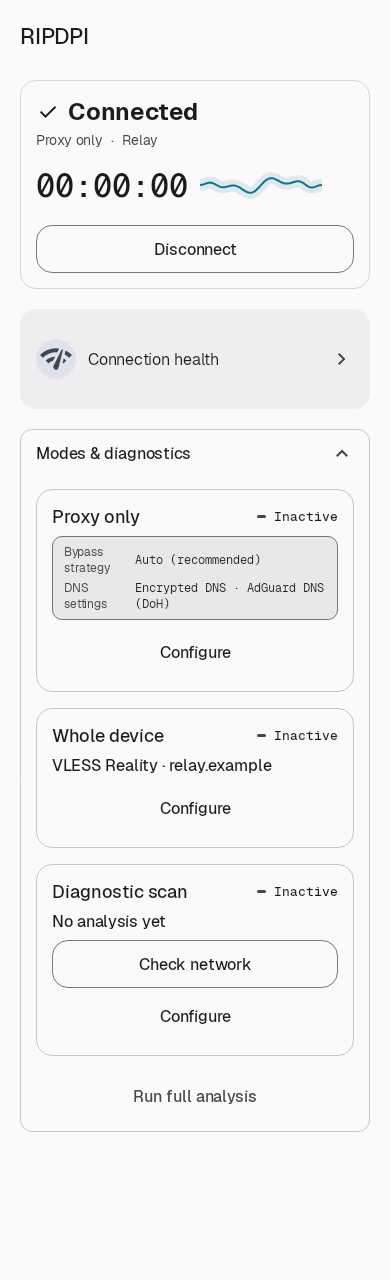 RIPDPI
Connected
Proxy only · Relay
00:00:00
Disconnect
Connection health
Modes & diagnostics
Proxy only
Inactive
Bypass strategy
Auto (recommended)
DNS settings
Encrypted DNS · AdGuard DNS (DoH)
Configure
Whole device
Inactive
VLESS Reality · relay.example
Configure
Diagnostic scan
Inactive
No analysis yet
Check network
Configure
Run full analysis